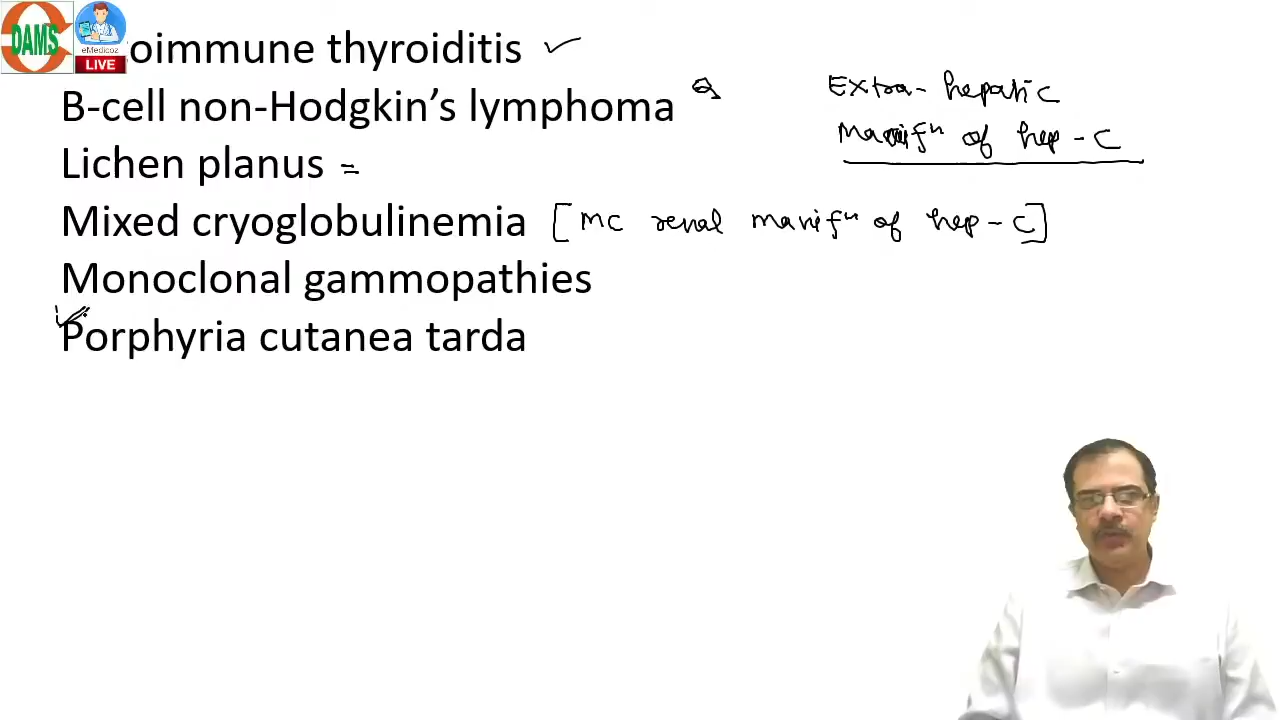 DAMS
eMedicoz
LIVE
oimmune thyroiditis
B-cell non-Hodgkin’s lymphoma
Lichen planus =
Mixed cryoglobulinemia [MC renal manifⁿ of hep - C]
Monoclonal gammopathies
Porphyria cutanea tarda
Extra- hepatic
Manifⁿ of hep - C